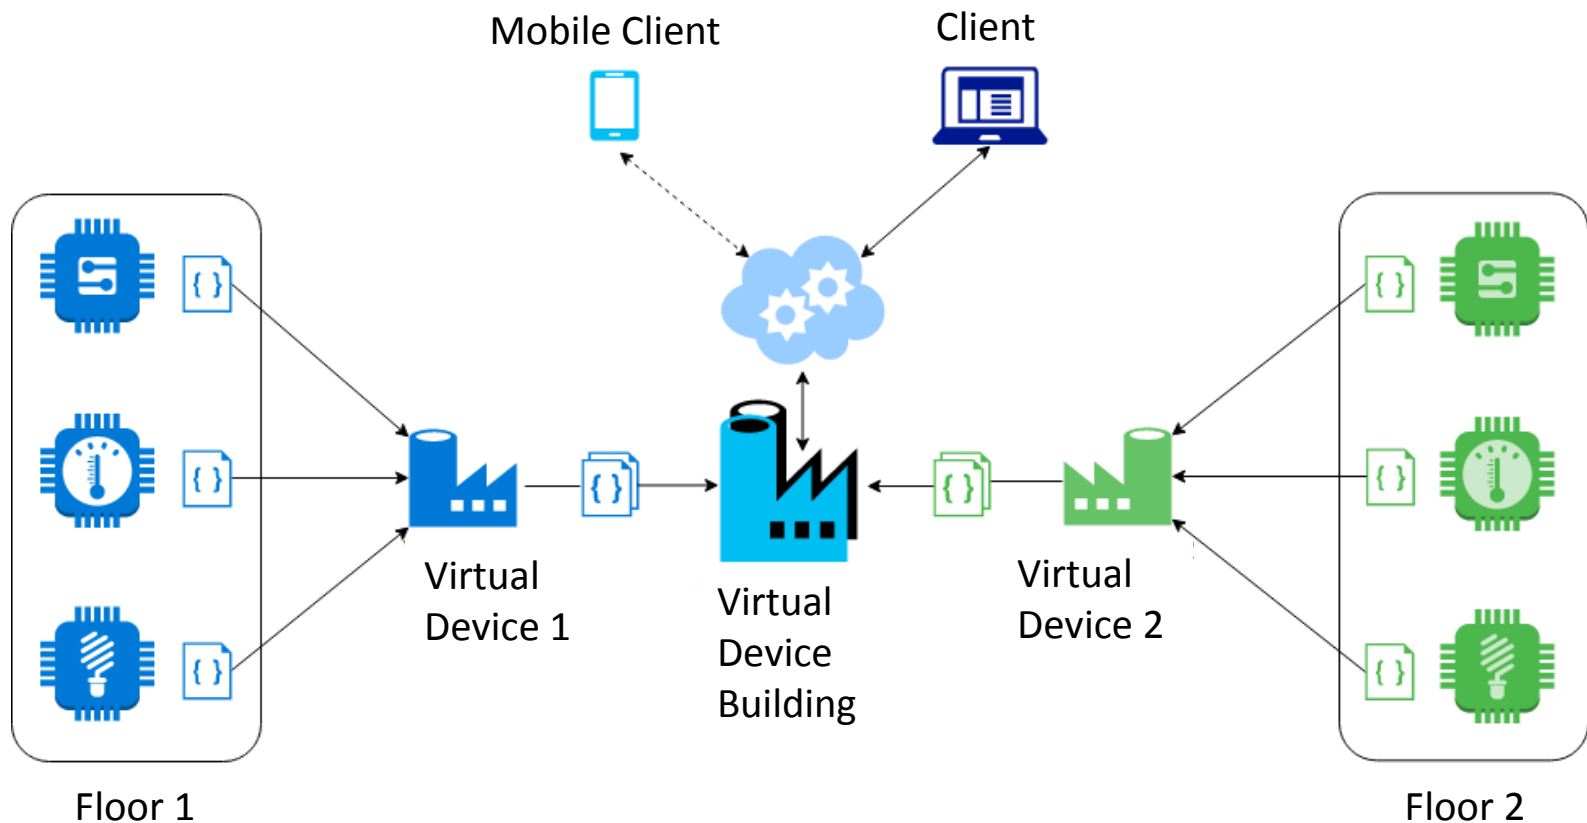 Mobile Client
Client
{ }
{ }
{ }
{ }
{ }
{ }
{ }
{ }
Virtual
Device 1
Virtual
Device
Building
Virtual
Device 2
Floor 1
Floor 2